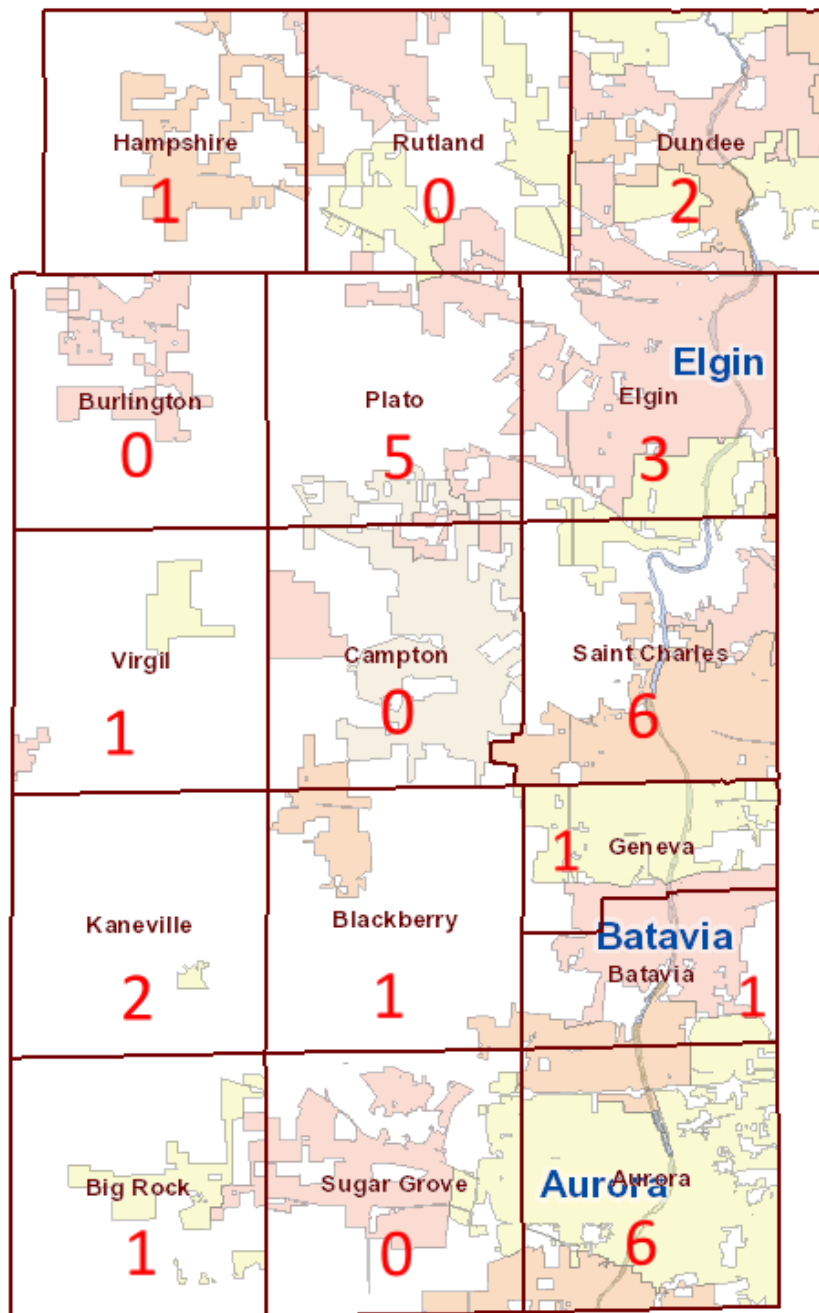 Hampshire
1
Rutland
0
Dundee
2
Burlington
0
Plato
5
Elgin
Elgin
3
Virgil
1
Campton
0
Saint Charles
6
Geneva
1
Kaneville
2
Blackberry
1
Batavia
Batavia
1
Big Rock
1
Sugar Grove
0
Aurora
Aurora
6